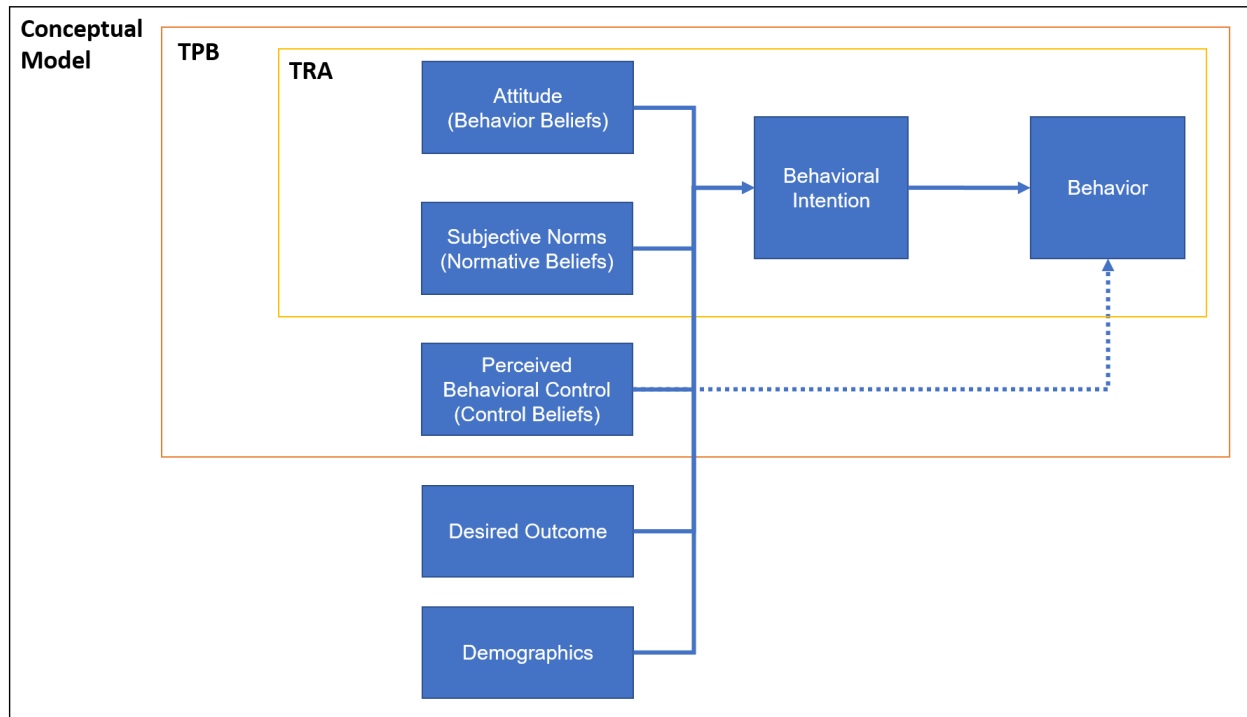 Conceptual
Model
TPB
TRA
Attitude
(Behavior Beliefs)
Subjective Norms
(Normative Beliefs)
Perceived
Behavioral Control
(Control Beliefs)
Desired Outcome
Demographics
Behavioral
Intention
Behavior